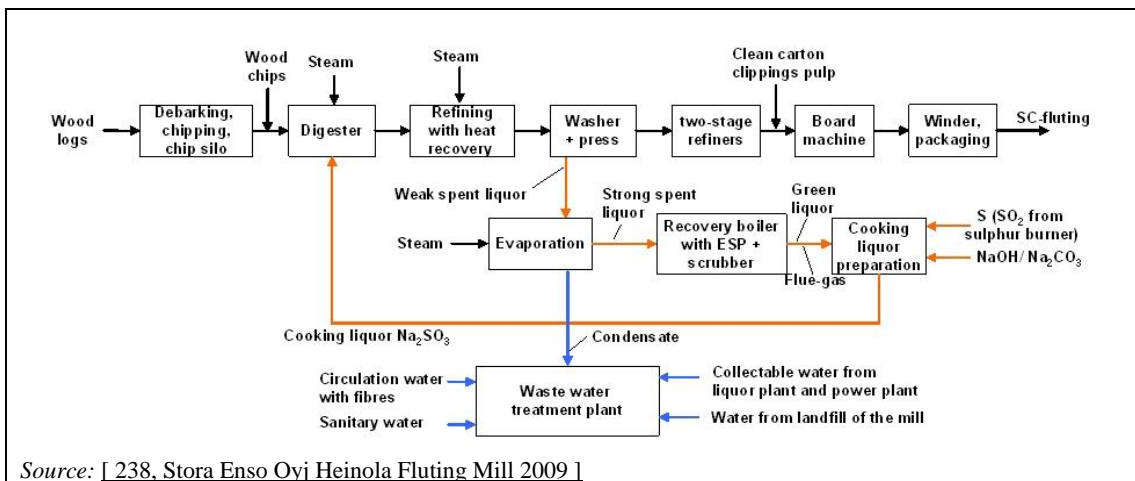 Wood
chips
Steam
Steam
Clean carton
clippings pulp
Wood
logs
Debarking,
chipping,
chip silo
Digester
Refining
with heat
recovery
Washer
+ press
two-stage
refiners
Board
machine
Winder,
packaging
SC-fluting
Weak spent liquor
Strong spent
liquor
Green
liquor
Steam
Evaporation
Recovery boiler
with ESP +
scrubber
Flue-gas
Cooking
liquor
preparation
S (SO₂ from
sulphur burner)
NaOH/ Na₂CO₃
Cooking liquor Na₂SO₃
Condensate
Circulation water
with fibres
Sanitary water
Waste water
treatment plant
Collectable water from
liquor plant and power plant
Water from landfill of the mill
Source: [ 238, Stora Enso Oyj Heinola Fluting Mill 2009 ]